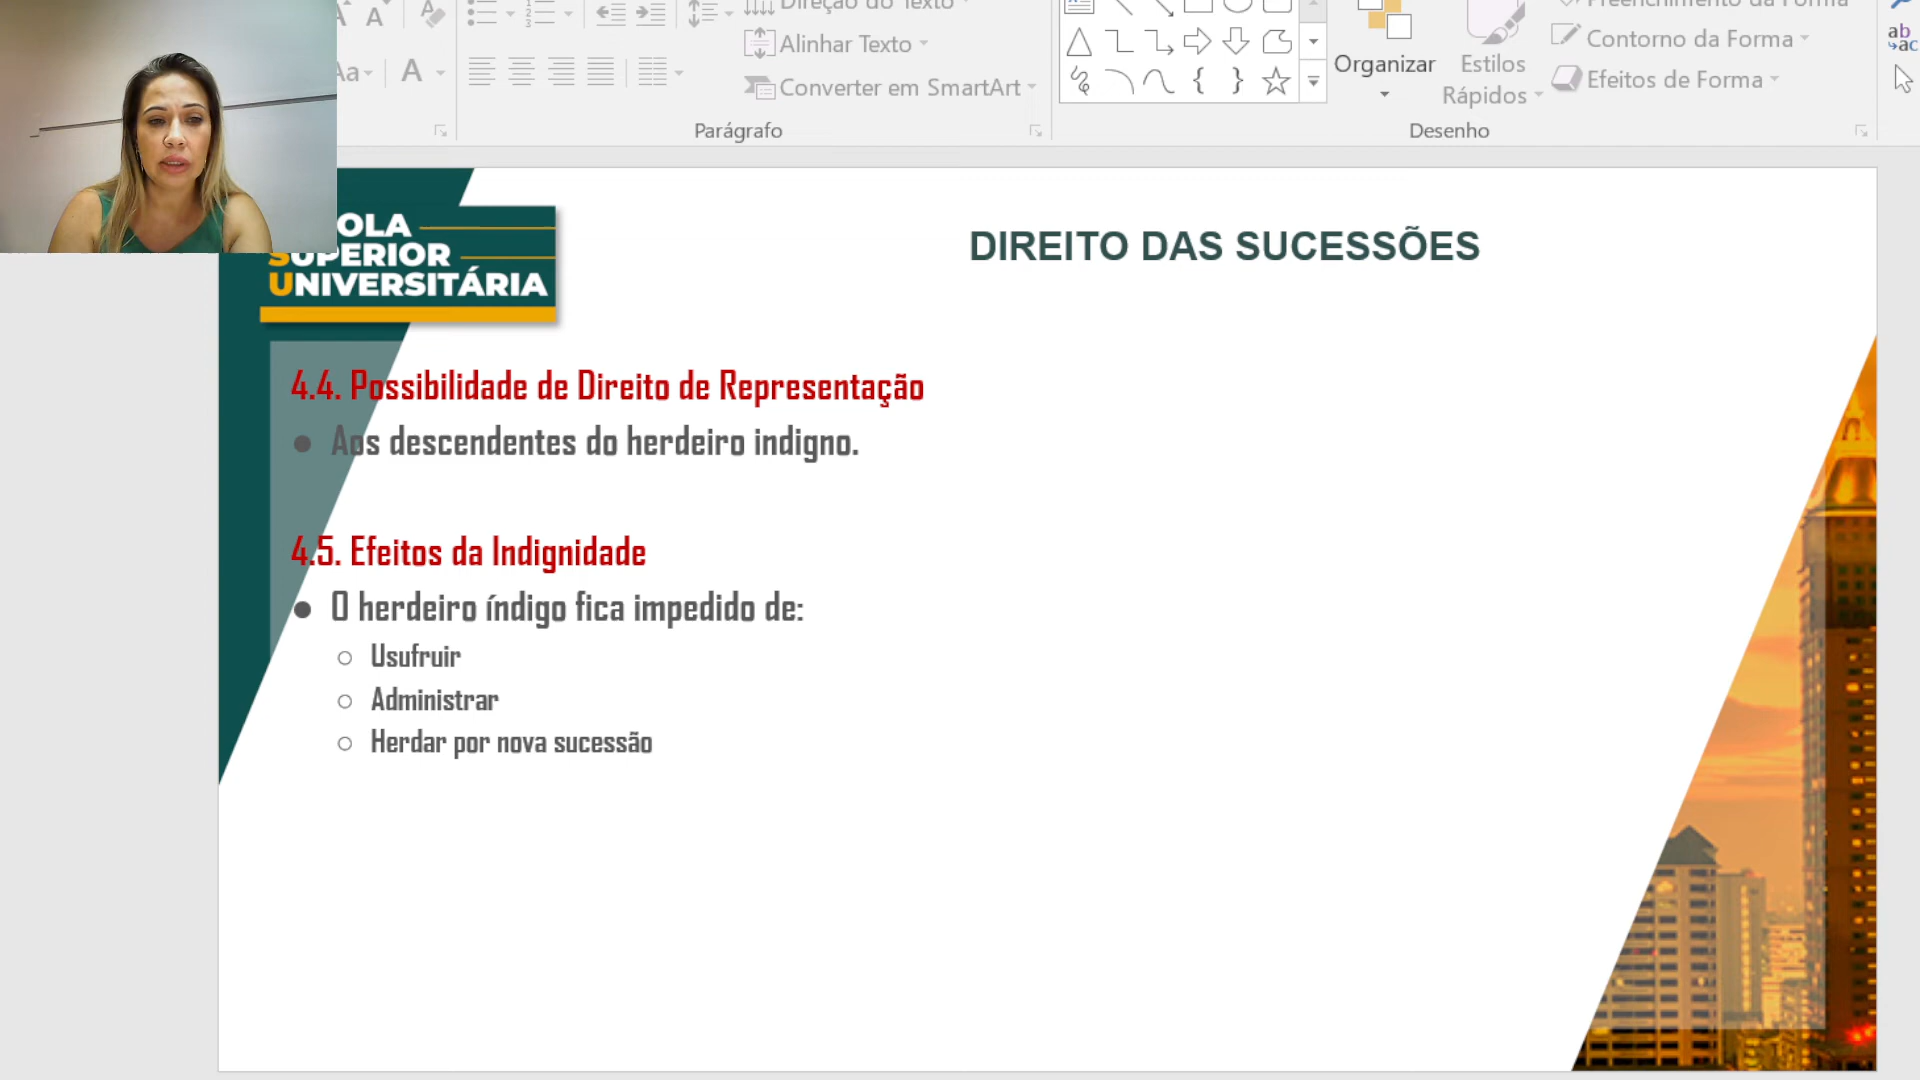 Direção do Texto
Alinhar Texto
Converter em SmartArt
Aa
A
Parágrafo
Organizar
Estilos
Rápidos
Preenchimento da Forma
Contorno da Forma
Efeitos de Forma
Desenho
ab
ac
OLA
SUPERIOR
UNIVERSITÁRIA
DIREITO DAS SUCESSÕES
4.4. Possibilidade de Direito de Representação
● Aos descendentes do herdeiro indigno.
4.5. Efeitos da Indignidade
● O herdeiro índigo fica impedido de:
○ Usufruir
○ Administrar
○ Herdar por nova sucessão